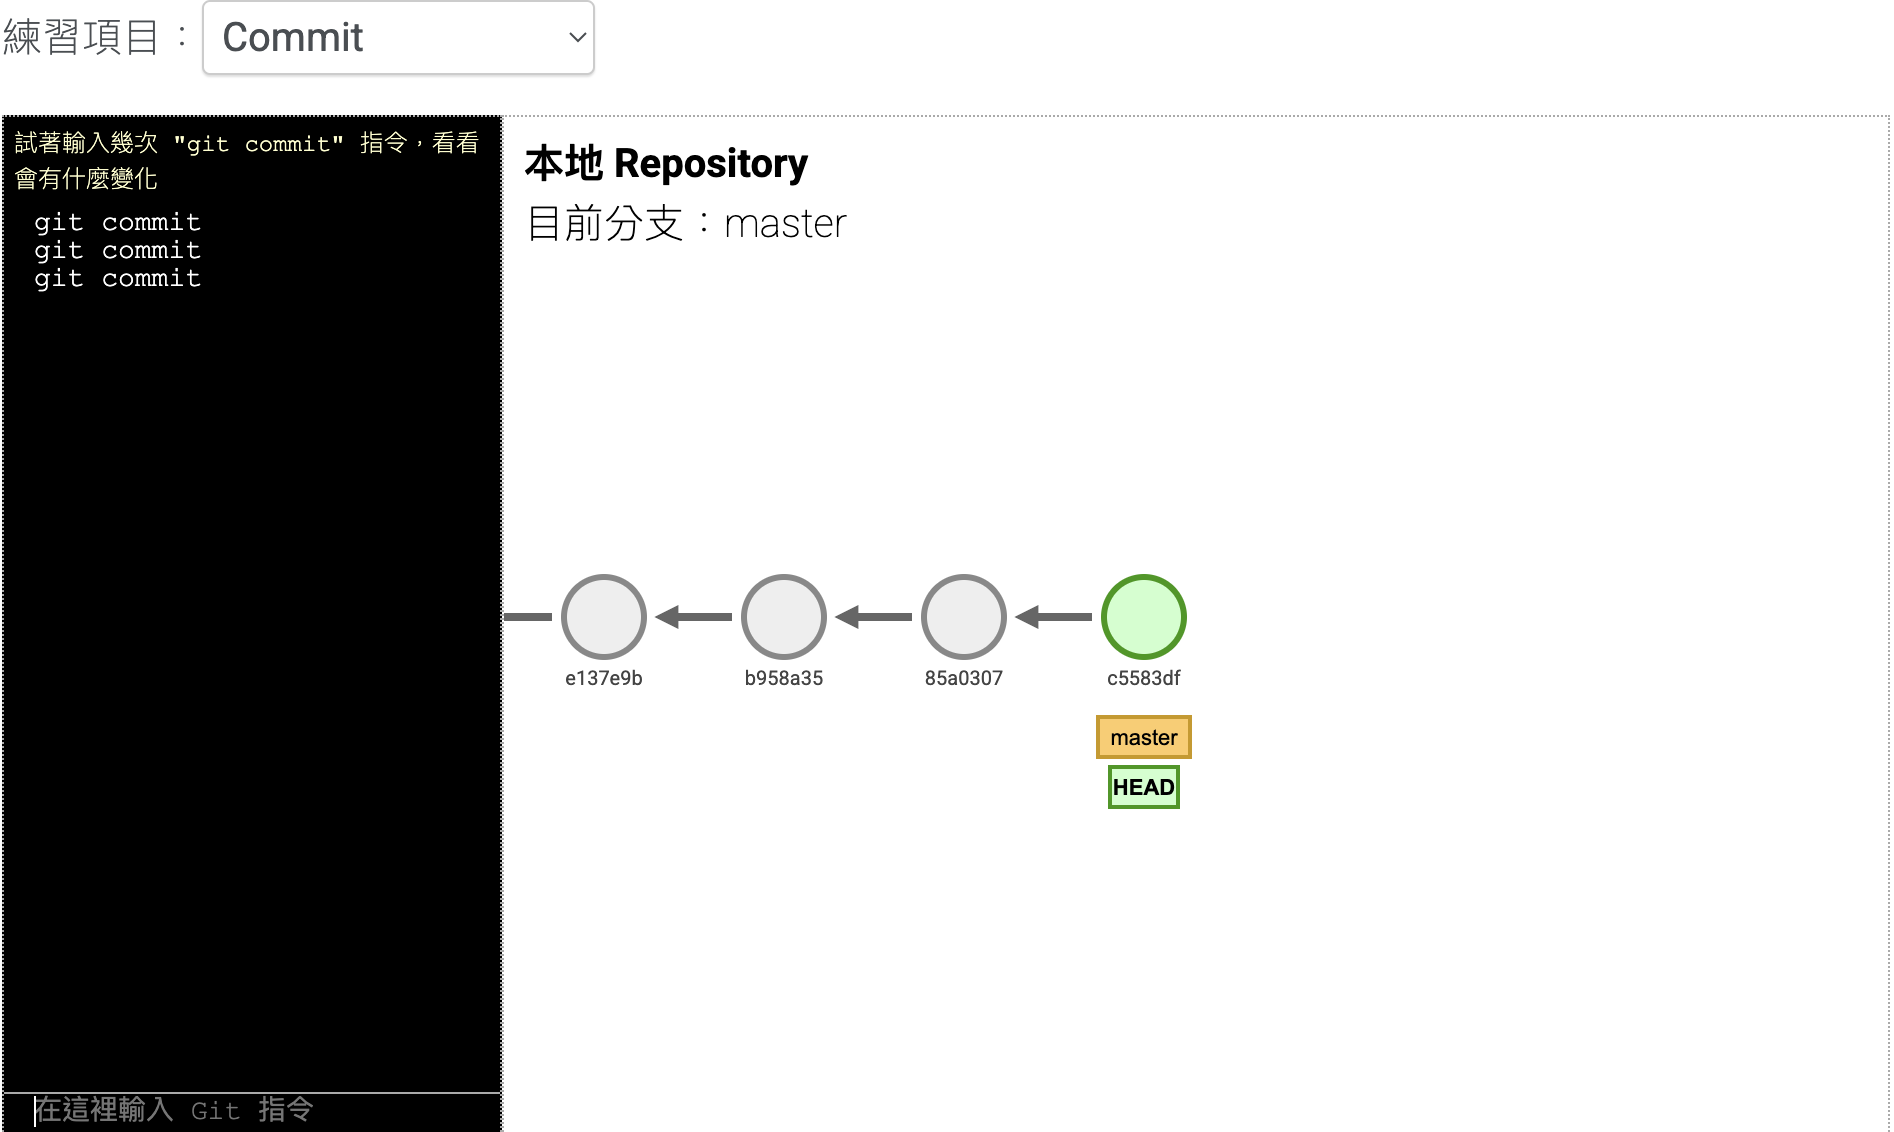 練習項目：Commit
試著輸入幾次 "git commit" 指令，看看
會有什麼變化
git commit
git commit
git commit
在這裡輸入 Git 指令
本地 Repository
目前分支：master
e137e9b
b958a35
85a0307
c5583df
master
HEAD